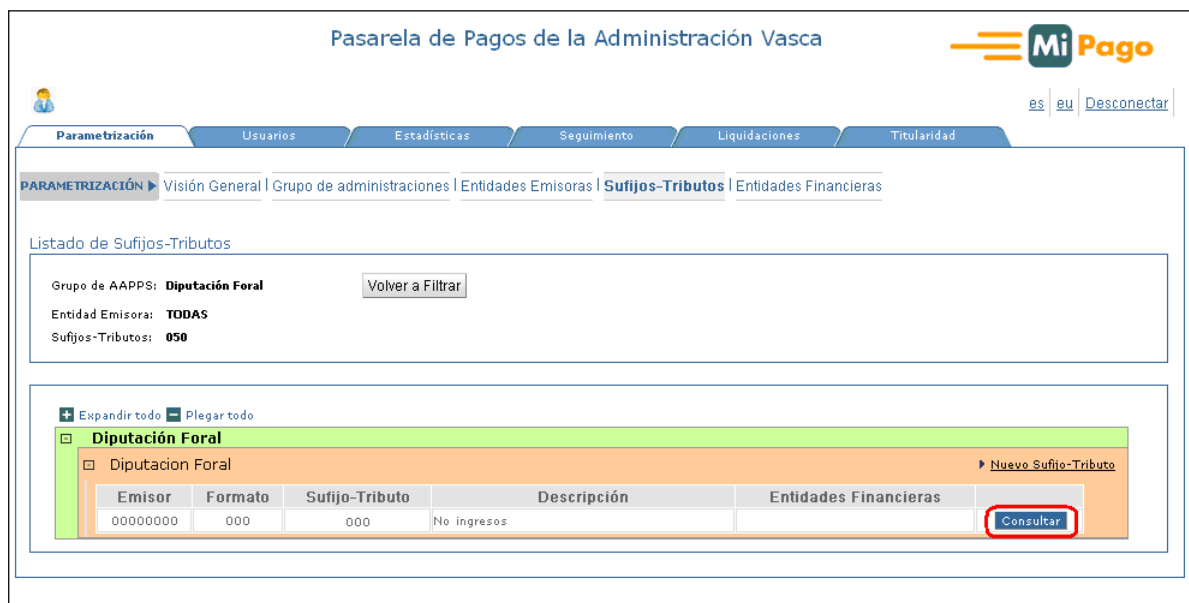 Pasarela de Pagos de la Administración Vasca
Mi Pago
es eu Desconectar
Parametrización Usuarios Estadísticas Seguimiento Liquidaciones Titularidad
PARAMETRIZACIÓN Visión General Grupo de administraciones Entidades Emisoras Sufijos-Tributos Entidades Financieras
Listado de Sufijos-Tributos
Grupo de AAPPS: Diputación Foral Volver a Filtrar
Entidad Emisora: TODAS
Sufijos-Tributos: 050
Expandir todo Plegar todo
Diputación Foral
Diputacion Foral Nuevo Sufijo-Tributo
Emisor Formato Sufijo-Tributo Descripción Entidades Financieras
00000000 000 000 No ingresos Consultar